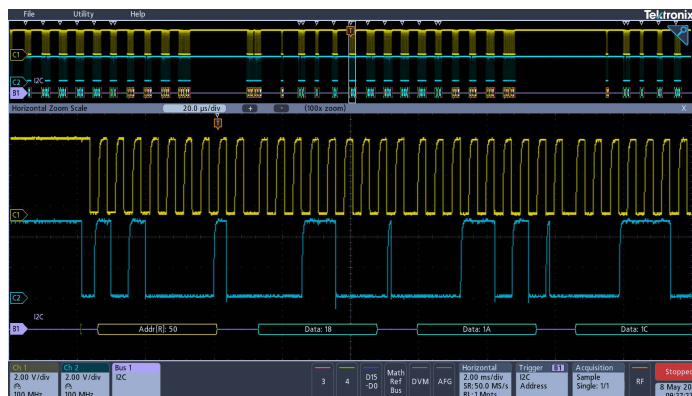 File Utility Help Tektronix
C1
C2 I2C
B1
Horizontal Zoom Scale 20.0 µs/div + - (100x zoom) X
T
C1
C2
I2C
B1 Addr[R]: 50 Data: 18 Data: 1A Data: 1C
Ch 1 Ch 2 Bus 1 Horizontal Trigger B1 Acquisition Stopped
2.00 V/div 2.00 V/div I2C 3 4 D15 -D0 Math Ref Bus DVM AFG 2.00 ms/div I2C Sample RF
SR: 50.0 MS/s Address Single: 1/1
100 MHz 100 MHz RL: 1 Mpts 8 May 20